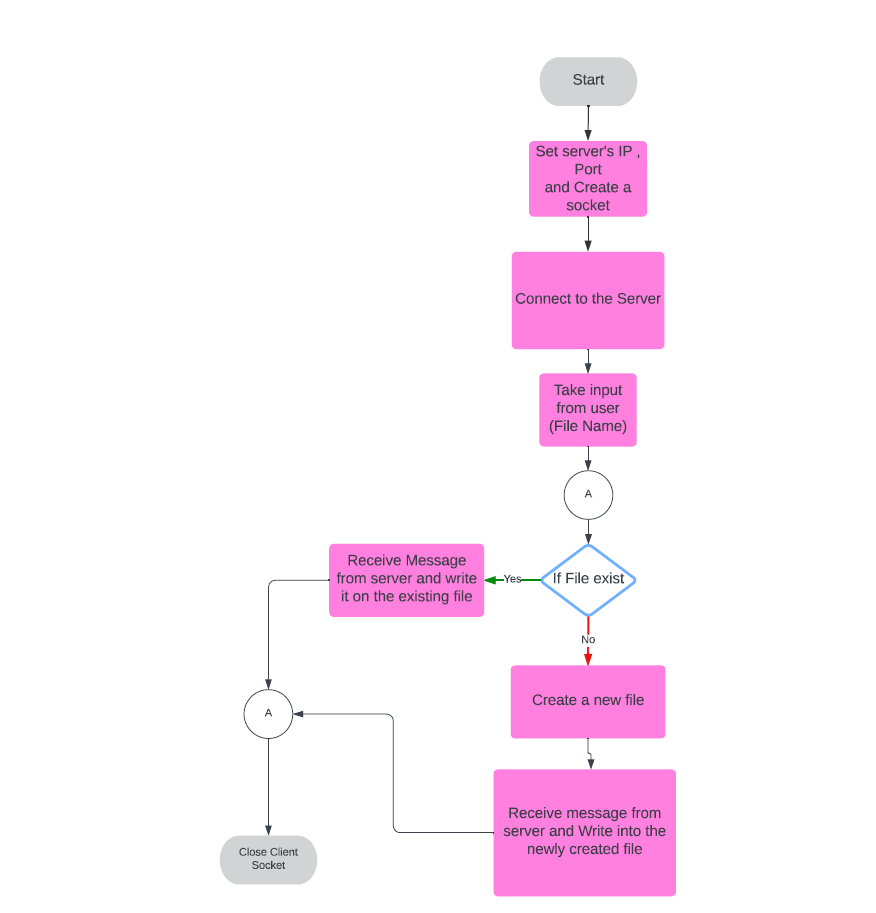 Start
Set server's IP ,
Port
and Create a
socket
Connect to the Server
Take input
from user
(File Name)
A
If File exist
Yes
Receive Message
from server and write
it on the existing file
No
Create a new file
A
Receive message from
server and Write into the
newly created file
Close Client
Socket